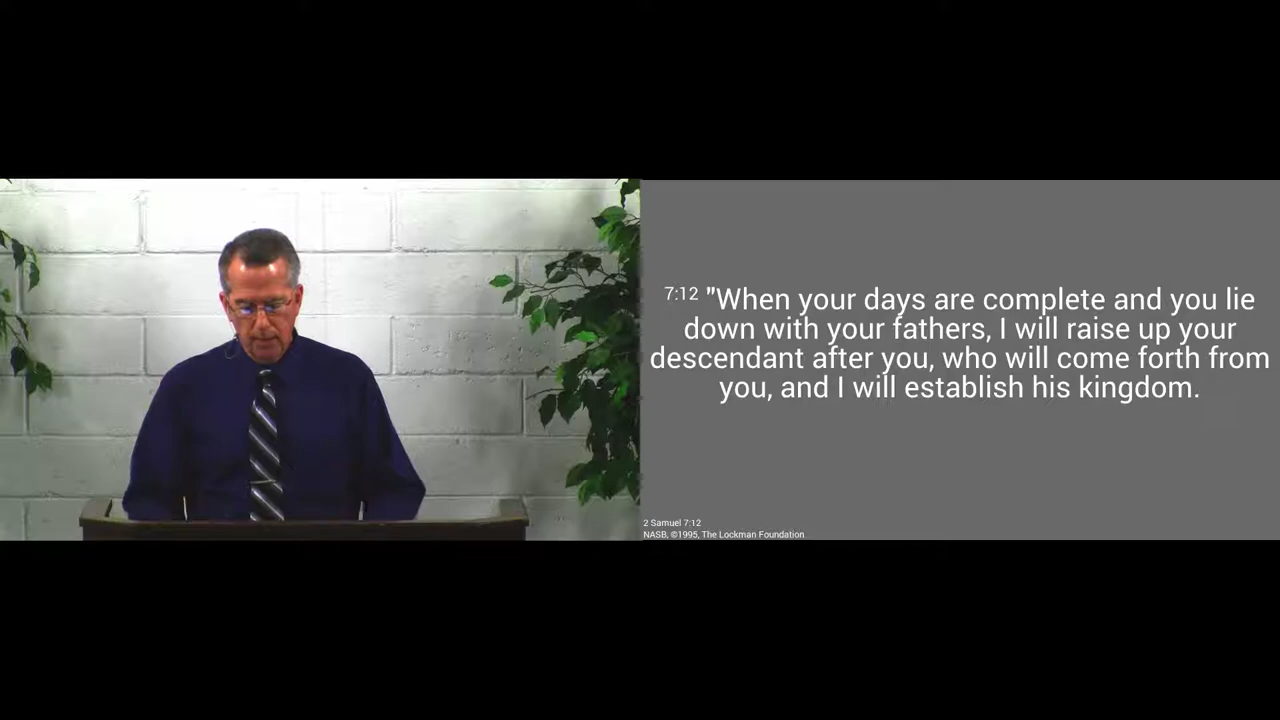 7:12 "When your days are complete and you lie
down with your fathers, I will raise up your
descendant after you, who will come forth from
you, and I will establish his kingdom.
2 Samuel 7:12
NASB, ©1995, The Lockman Foundation